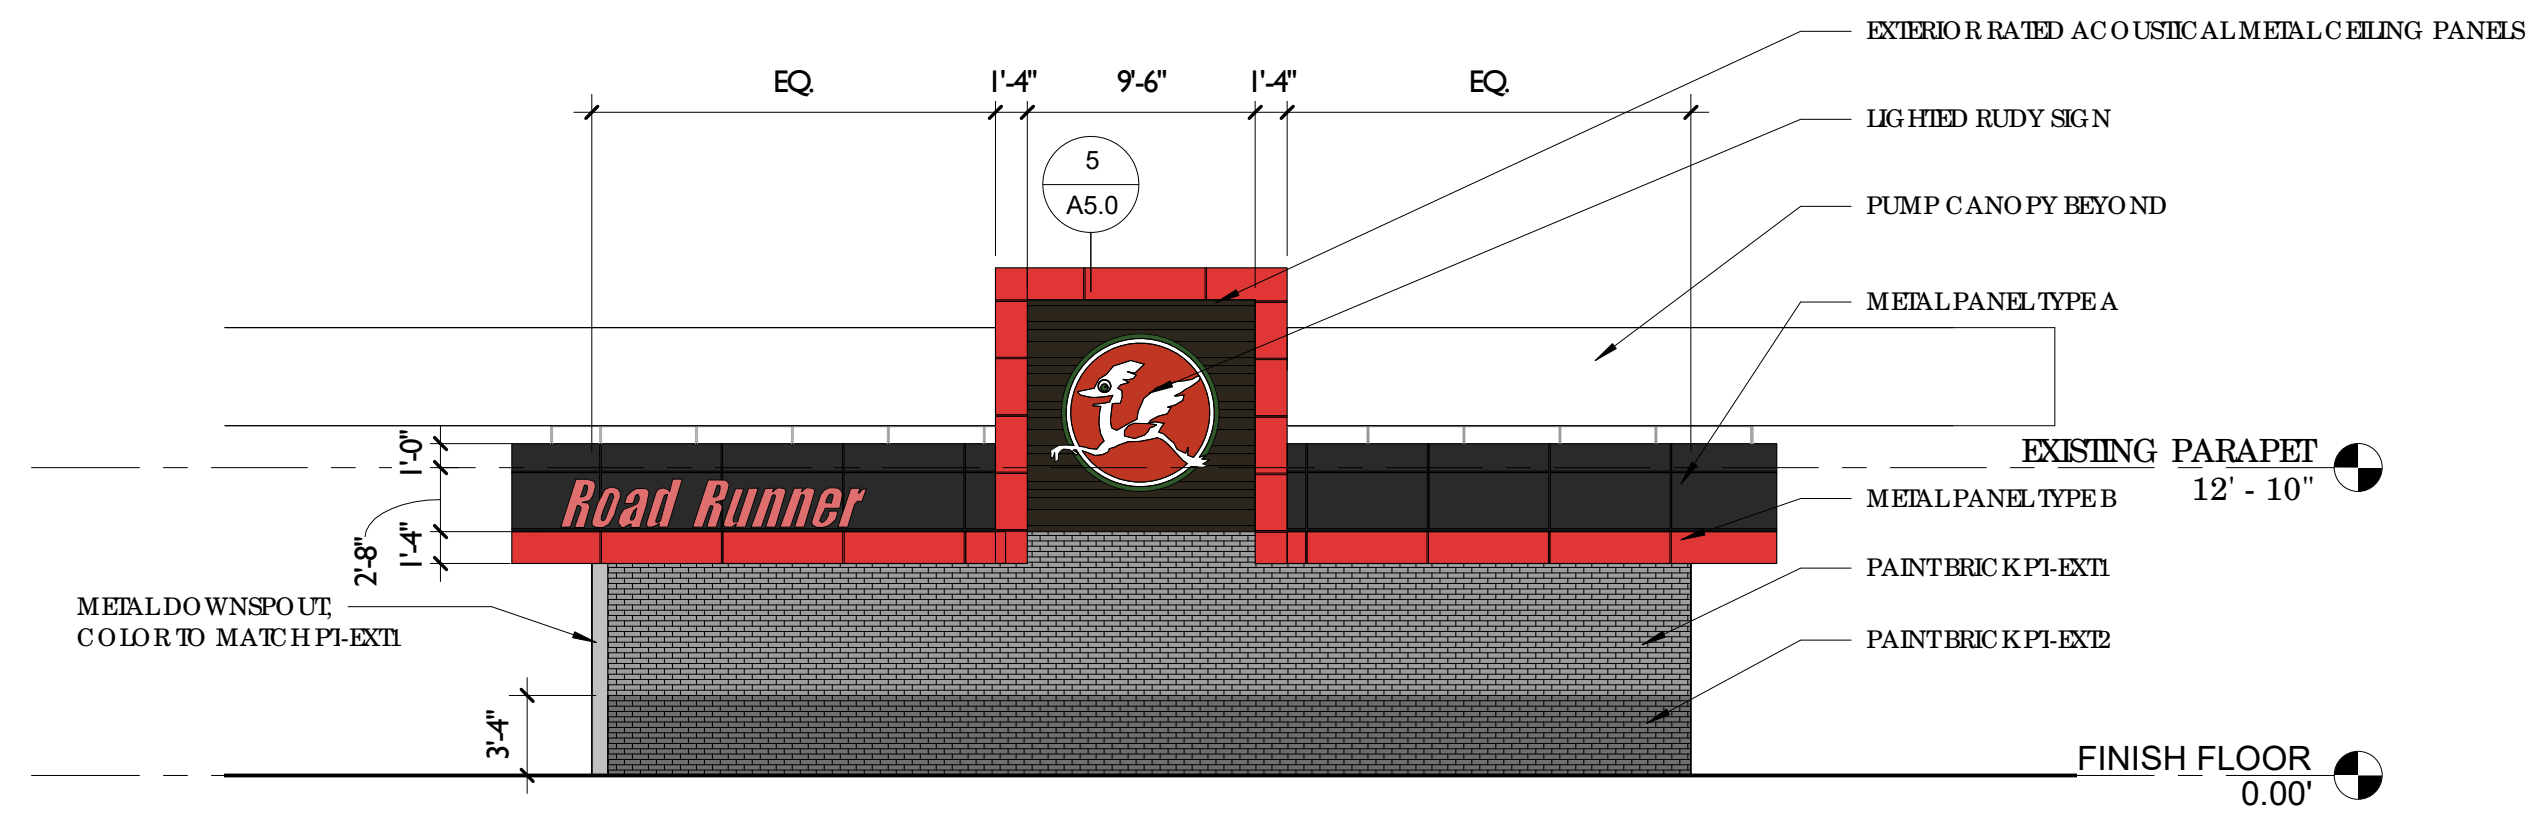 EXTERIOR RATED ACOUSTICAL METAL CEILING PANELS
EQ. 1'-4" 9'-6" 1'-4" EQ.
LIGHTED RUDY SIGN
5
A5.0
PUMP CANOPY BEYOND
METAL PANEL TYPE A
1'-0"
EXISTING PARAPET
12' - 10"
Road Runner
METAL PANEL TYPE B
2'-8"
1'-4"
PAINT BRICK PT-EXT1
METAL DOWNSPOUT,
COLOR TO MATCH PT-EXT1
PAINT BRICK PT-EXT2
3'-4"
FINISH FLOOR
0.00'